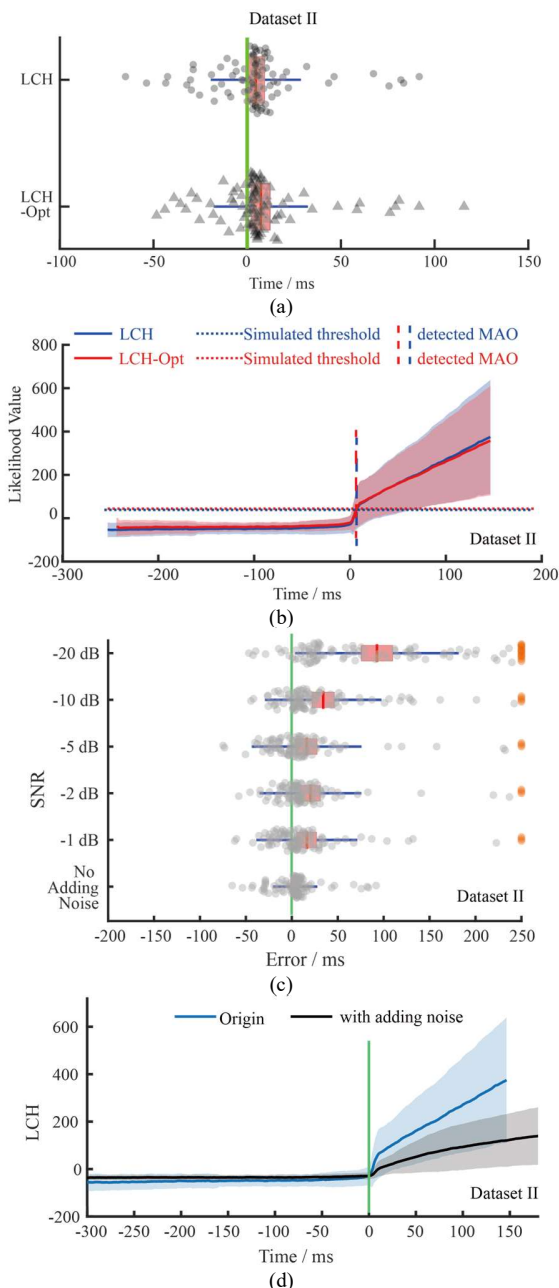 Dataset II
LCH
LCH
-Opt
-100 -50 0 50 100 150
Time / ms
(a)
LCH Simulated threshold detected MAO
LCH-Opt Simulated threshold detected MAO
800
600
400
200
0
-200
Likelihood Value
Dataset II
-300 -200 -100 0 100 200
Time / ms
(b)
-20 dB
-10 dB
-5 dB
-2 dB
-1 dB
No
Adding
Noise
SNR
Dataset II
-200 -150 -100 -50 0 50 100 150 200 250
Error / ms
(c)
Origin with adding noise
600
400
200
0
-200
LCH
Dataset II
-300 -250 -200 -150 -100 -50 0 50 100 150
Time / ms
(d)